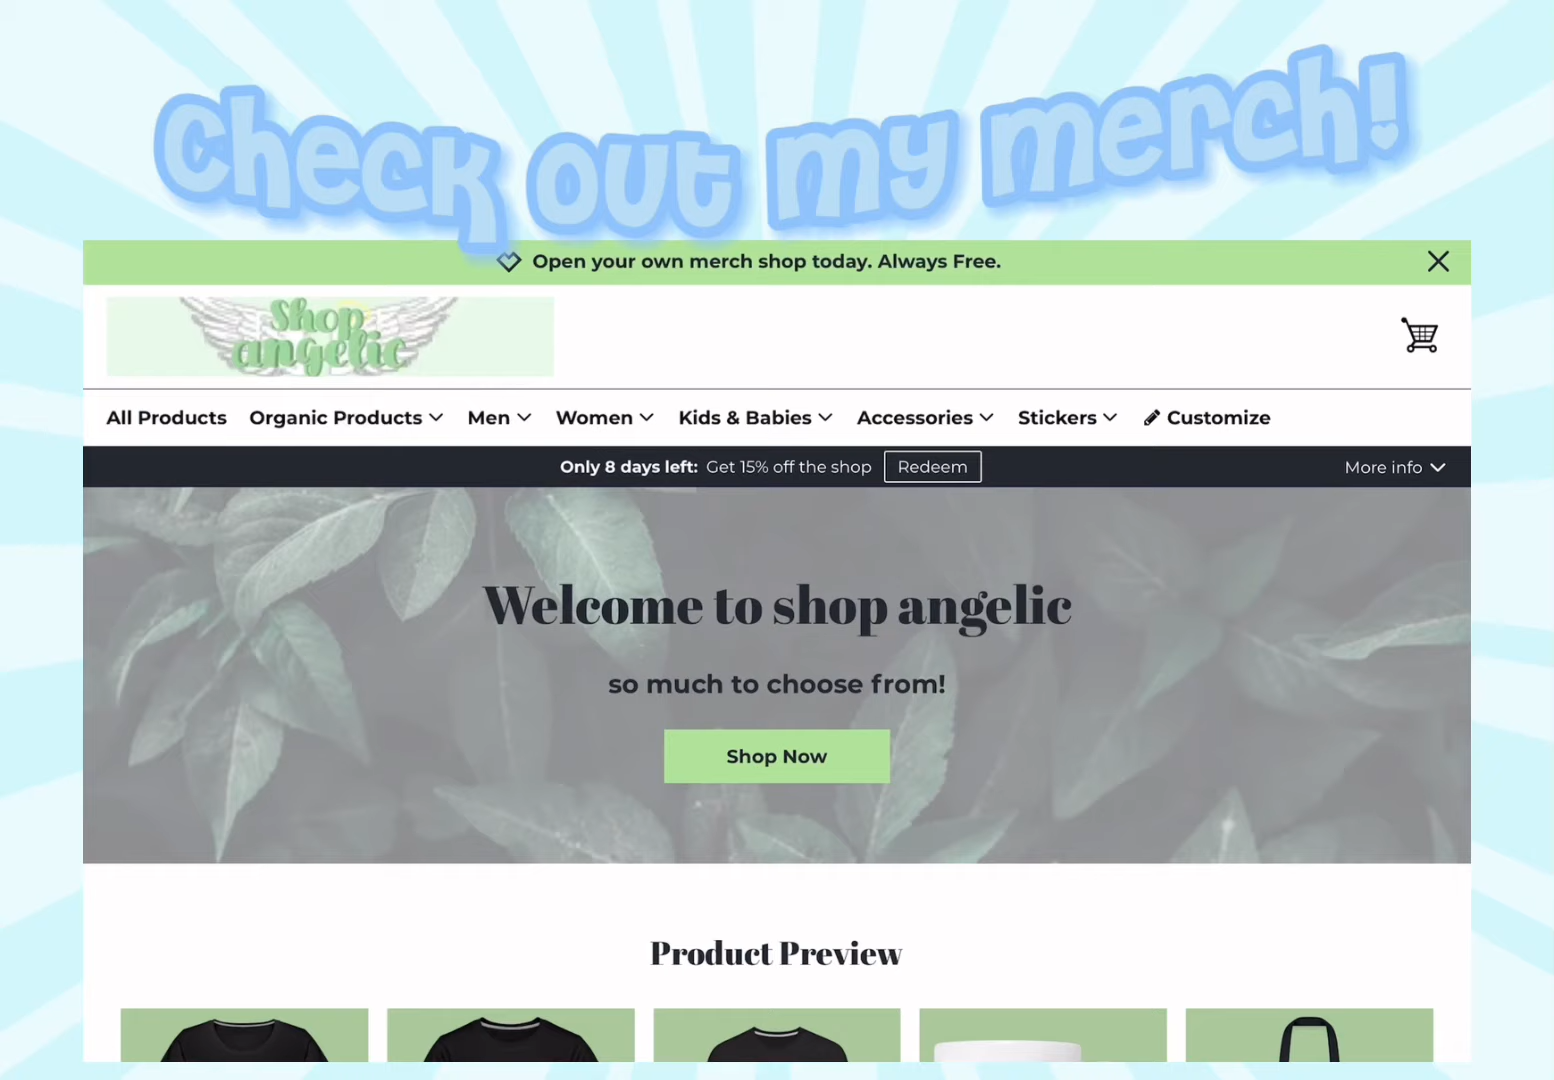 check out my merch!
Open your own merch shop today. Always Free.
shop
angelic
All Products Organic Products Men Women Kids & Babies Accessories Stickers Customize
Only 8 days left: Get 15% off the shop Redeem More info
Welcome to shop angelic
so much to choose from!
Shop Now
Product Preview